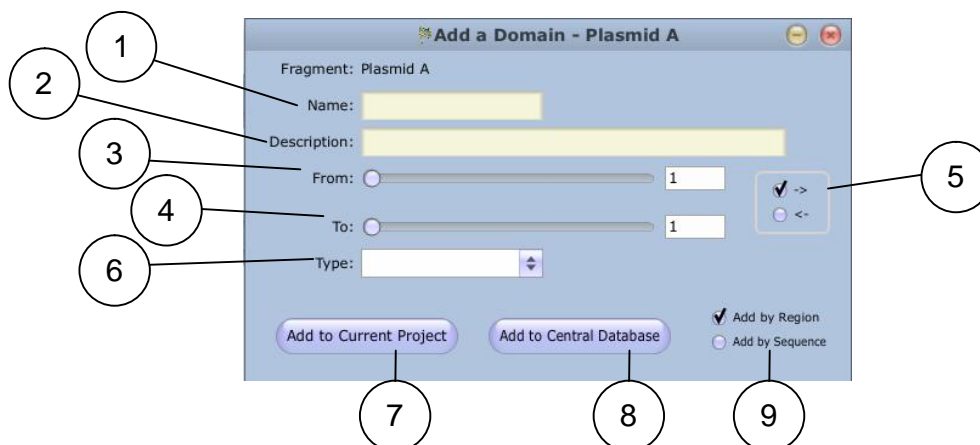 Add a Domain - Plasmid A
Fragment: Plasmid A
1
Name:
2
Description:
3
From: 1
5
->
<-
4
To: 1
6
Type:
Add to Current Project
Add to Central Database
Add by Region
Add by Sequence
7
8
9